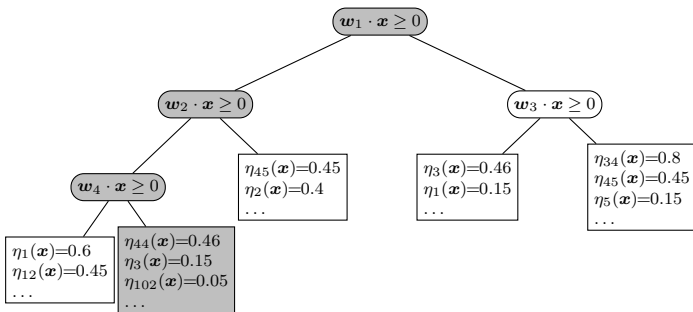 w₁ · x ≥ 0
w₂ · x ≥ 0
w₃ · x ≥ 0
w₄ · x ≥ 0
η₄₅(x)=0.45
η₂(x)=0.4
...
η₃(x)=0.46
η₁(x)=0.15
...
η₃₄(x)=0.8
η₄₅(x)=0.45
η₅(x)=0.15
...
η₁(x)=0.6
η₁₂(x)=0.45
...
η₄₄(x)=0.46
η₃(x)=0.15
η₁₀₂(x)=0.05
...